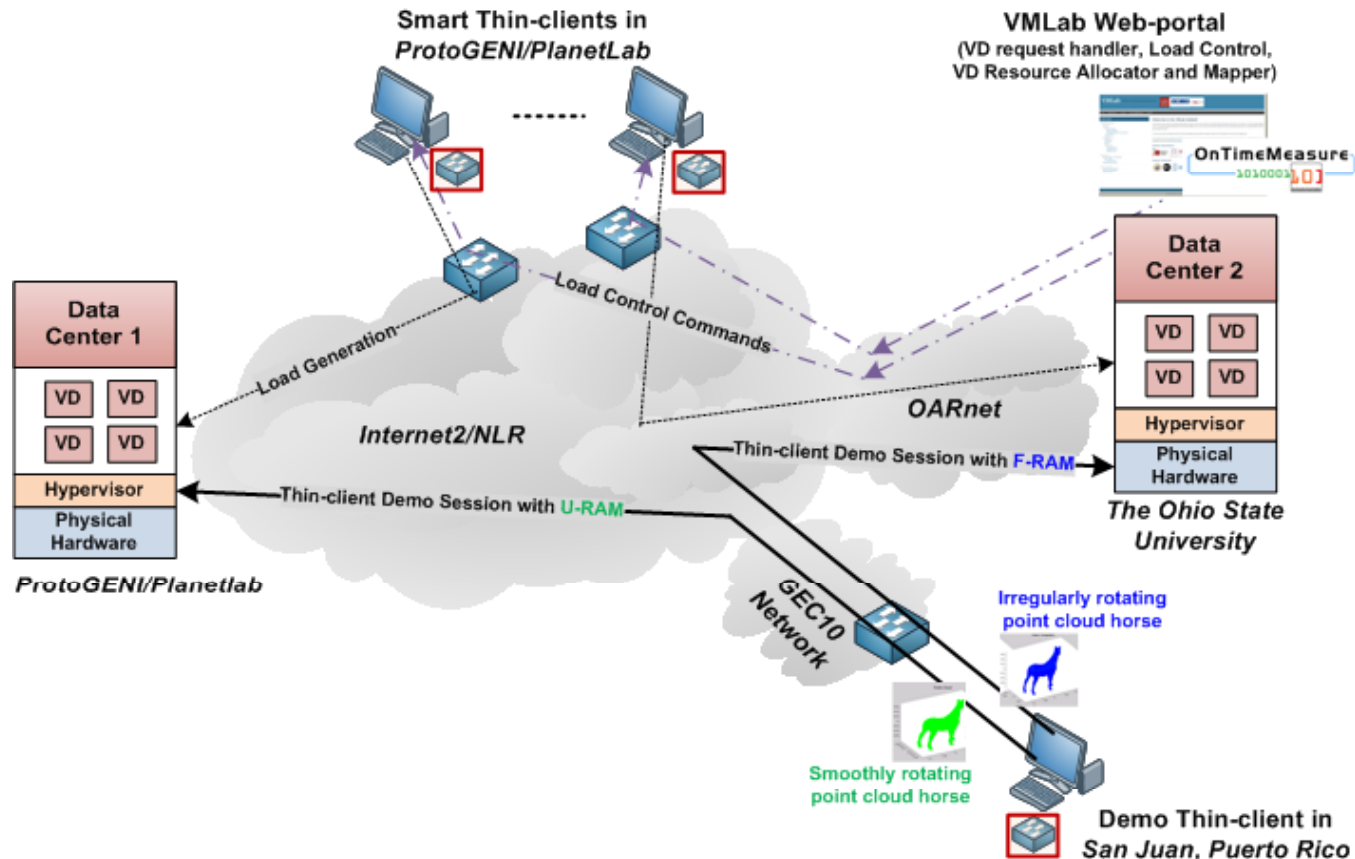 Smart Thin-clients in
ProtoGENI/PlanetLab
VMLab Web-portal
(VD request handler, Load Control,
VD Resource Allocator and Mapper)
OnTimeMeasure
Data
Center 1
VD VD
VD VD
Hypervisor
Physical
Hardware
ProtoGENI/Planetlab
Data
Center 2
VD VD
VD VD
Hypervisor
Physical
Hardware
The Ohio State
University
Load Generation
Load Control Commands
Internet2/NLR
OARnet
Thin-client Demo Session with F-RAM
Thin-client Demo Session with U-RAM
GEC10
Network
Irregularly rotating
point cloud horse
Smoothly rotating
point cloud horse
Demo Thin-client in
San Juan, Puerto Rico